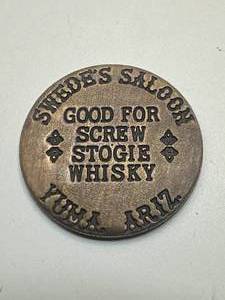 SWEDE'S SALOON
GOOD FOR
SCREW
STOGIE
WHISKY
YUMA, ARIZ.